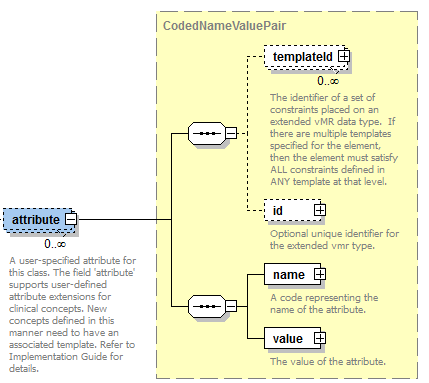 CodedNameValuePair
templateId
0..∞
The identifier of a set of
constraints placed on an
extended vMR data type.  If
there are multiple templates
specified for the element,
then the element must satisfy
ALL constraints defined in
ANY template at that level.
id
Optional unique identifier for
the extended vmr type.
attribute
0..∞
A user-specified attribute for
this class. The field 'attribute'
supports user-defined
attribute extensions for
clinical concepts. New
concepts defined in this
manner need to have an
associated template. Refer to
Implementation Guide for
details.
name
A code representing the
name of the attribute.
value
The value of the attribute.